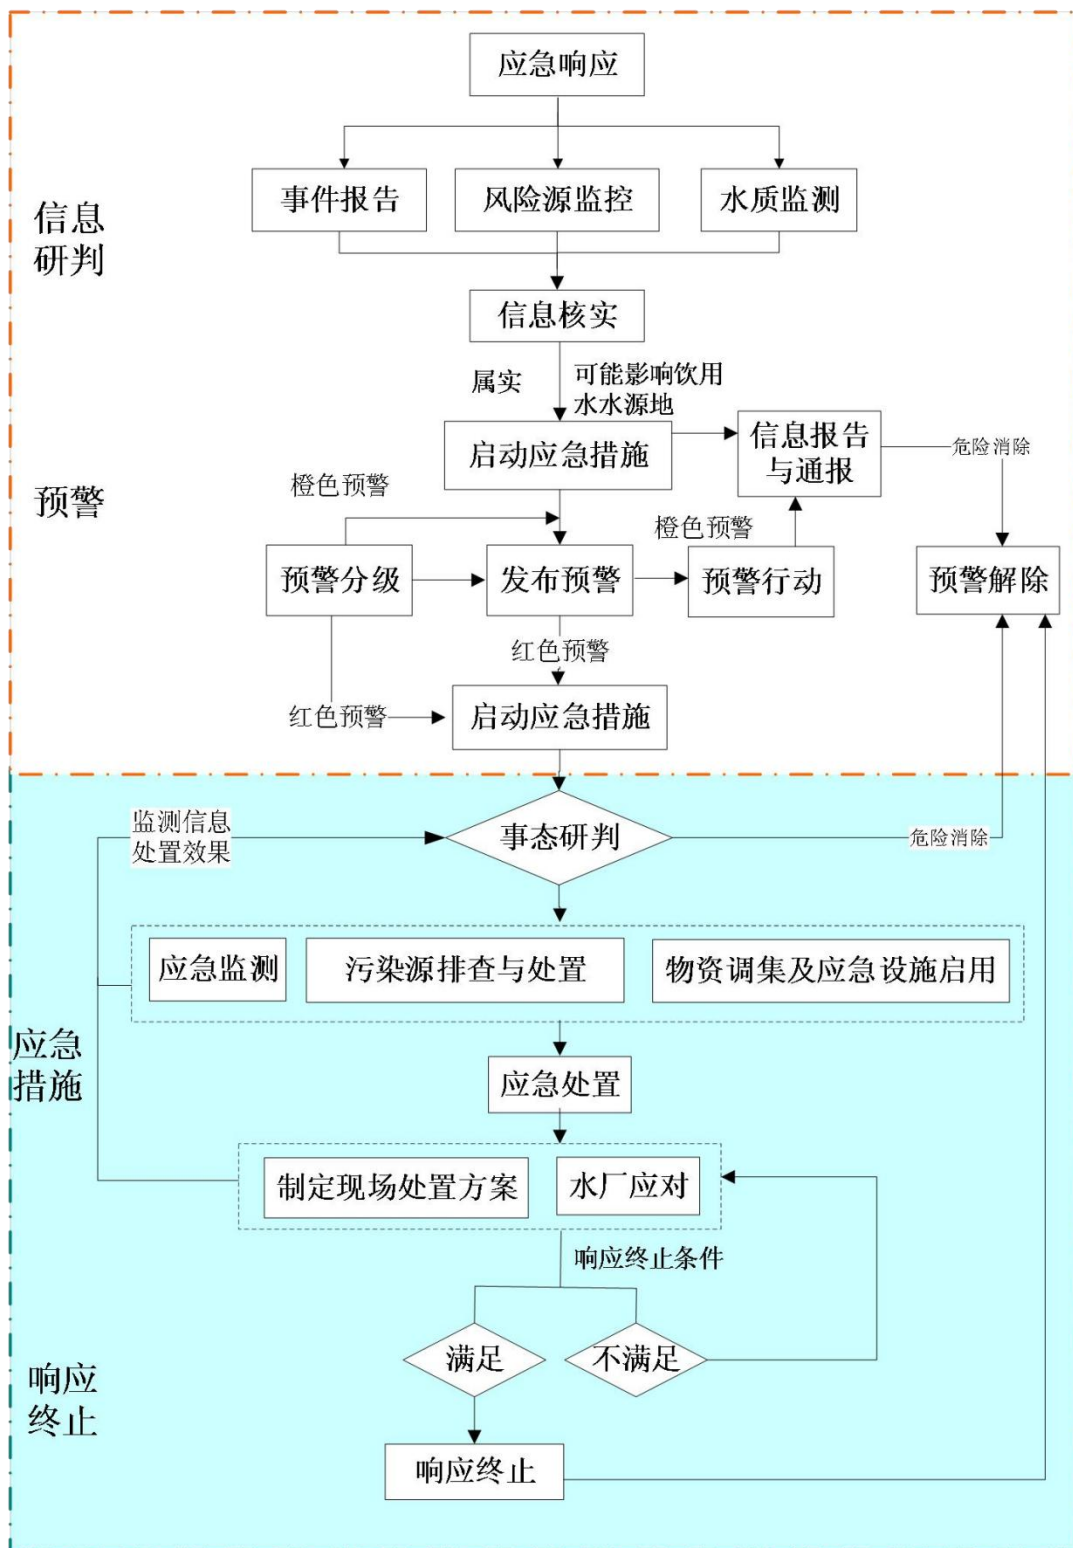 应急响应
事件报告
风险源监控
水质监测
信息
研判
信息核实
属实
可能影响饮用
水水源地
启动应急措施
信息报告
与通报
危险消除
预警
橙色预警
橙色预警
预警分级
发布预警
预警行动
预警解除
红色预警
红色预警
启动应急措施
监测信息
处置效果
事态研判
危险消除
应急监测
污染源排查与处置
物资调集及应急设施启用
应急
措施
应急处置
制定现场处置方案
水厂应对
响应终止条件
满足
不满足
响应
终止
响应终止